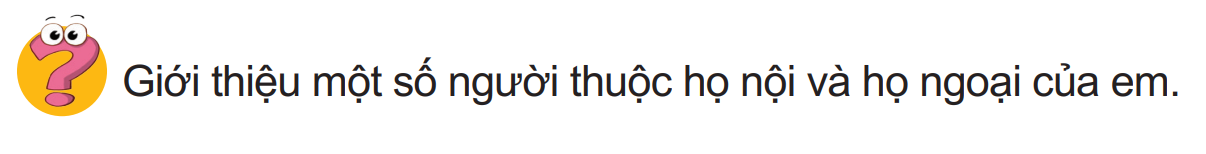 Giới thiệu một số người thuộc họ nội và họ ngoại của em.